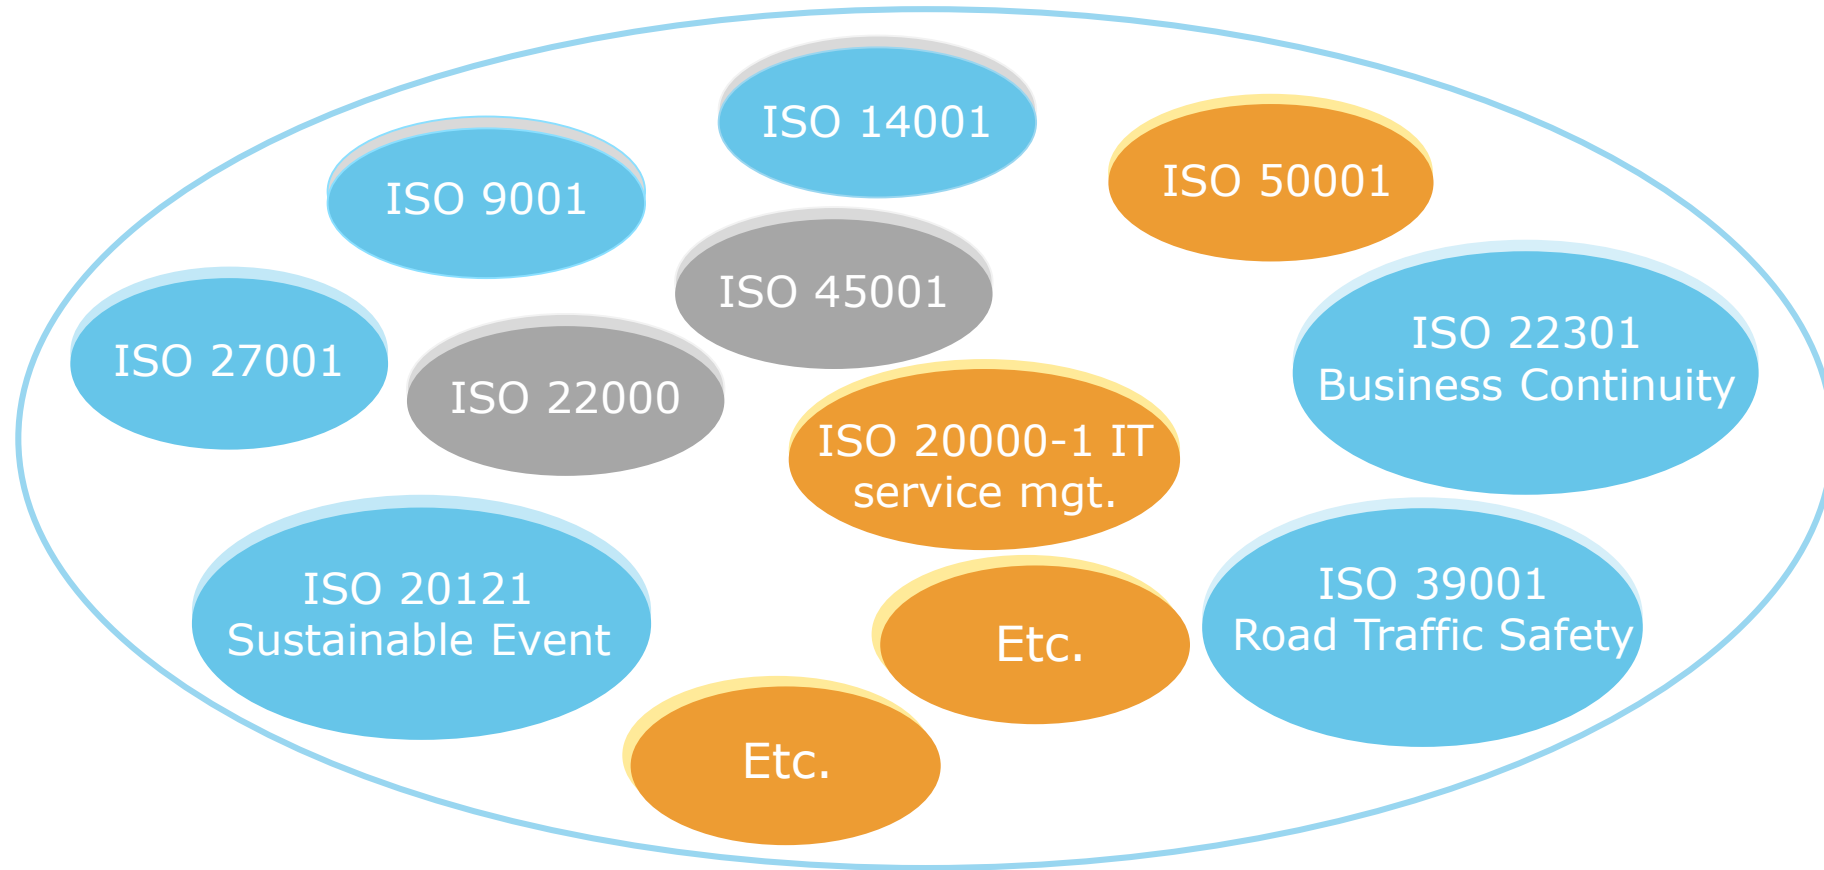 ISO 14001
ISO 50001
ISO 9001
ISO 45001
ISO 22301
Business Continuity
ISO 27001
ISO 22000
ISO 20000-1 IT
service mgt.
ISO 20121
Sustainable Event
ISO 39001
Road Traffic Safety
Etc.
Etc.